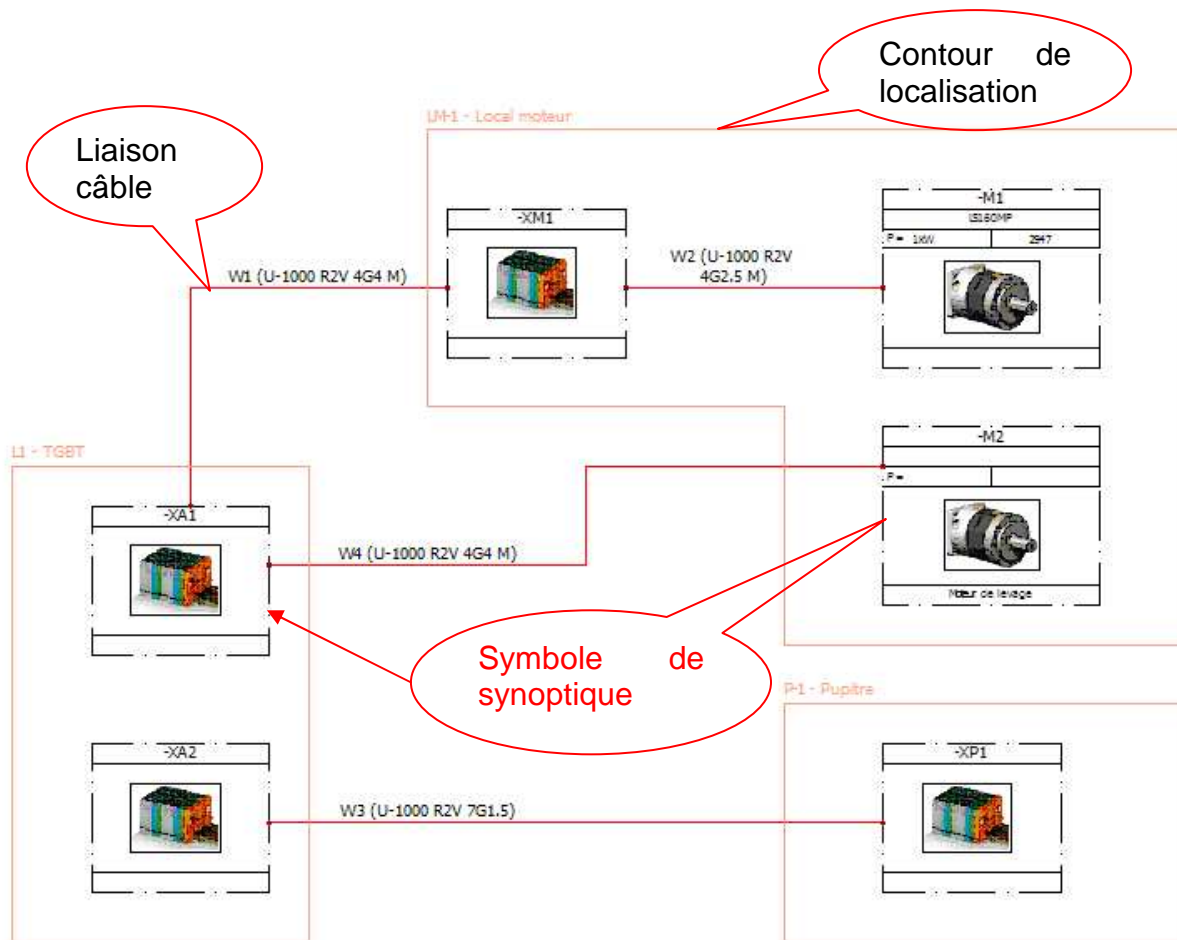 Contour de
localisation
Liaison
câble
LM-1 - Local moteur
-XM1
-M1
LS160MP
P = 1kW
2947
W1 (U-1000 R2V 4G4 M)
W2 (U-1000 R2V
4G2.5 M)
-M2
P =
Moteur de levage
L1 - TGBT
-XA1
W4 (U-1000 R2V 4G4 M)
Symbole de
synoptique
P-1 - Pupitre
-XA2
-XP1
W3 (U-1000 R2V 7G1.5)